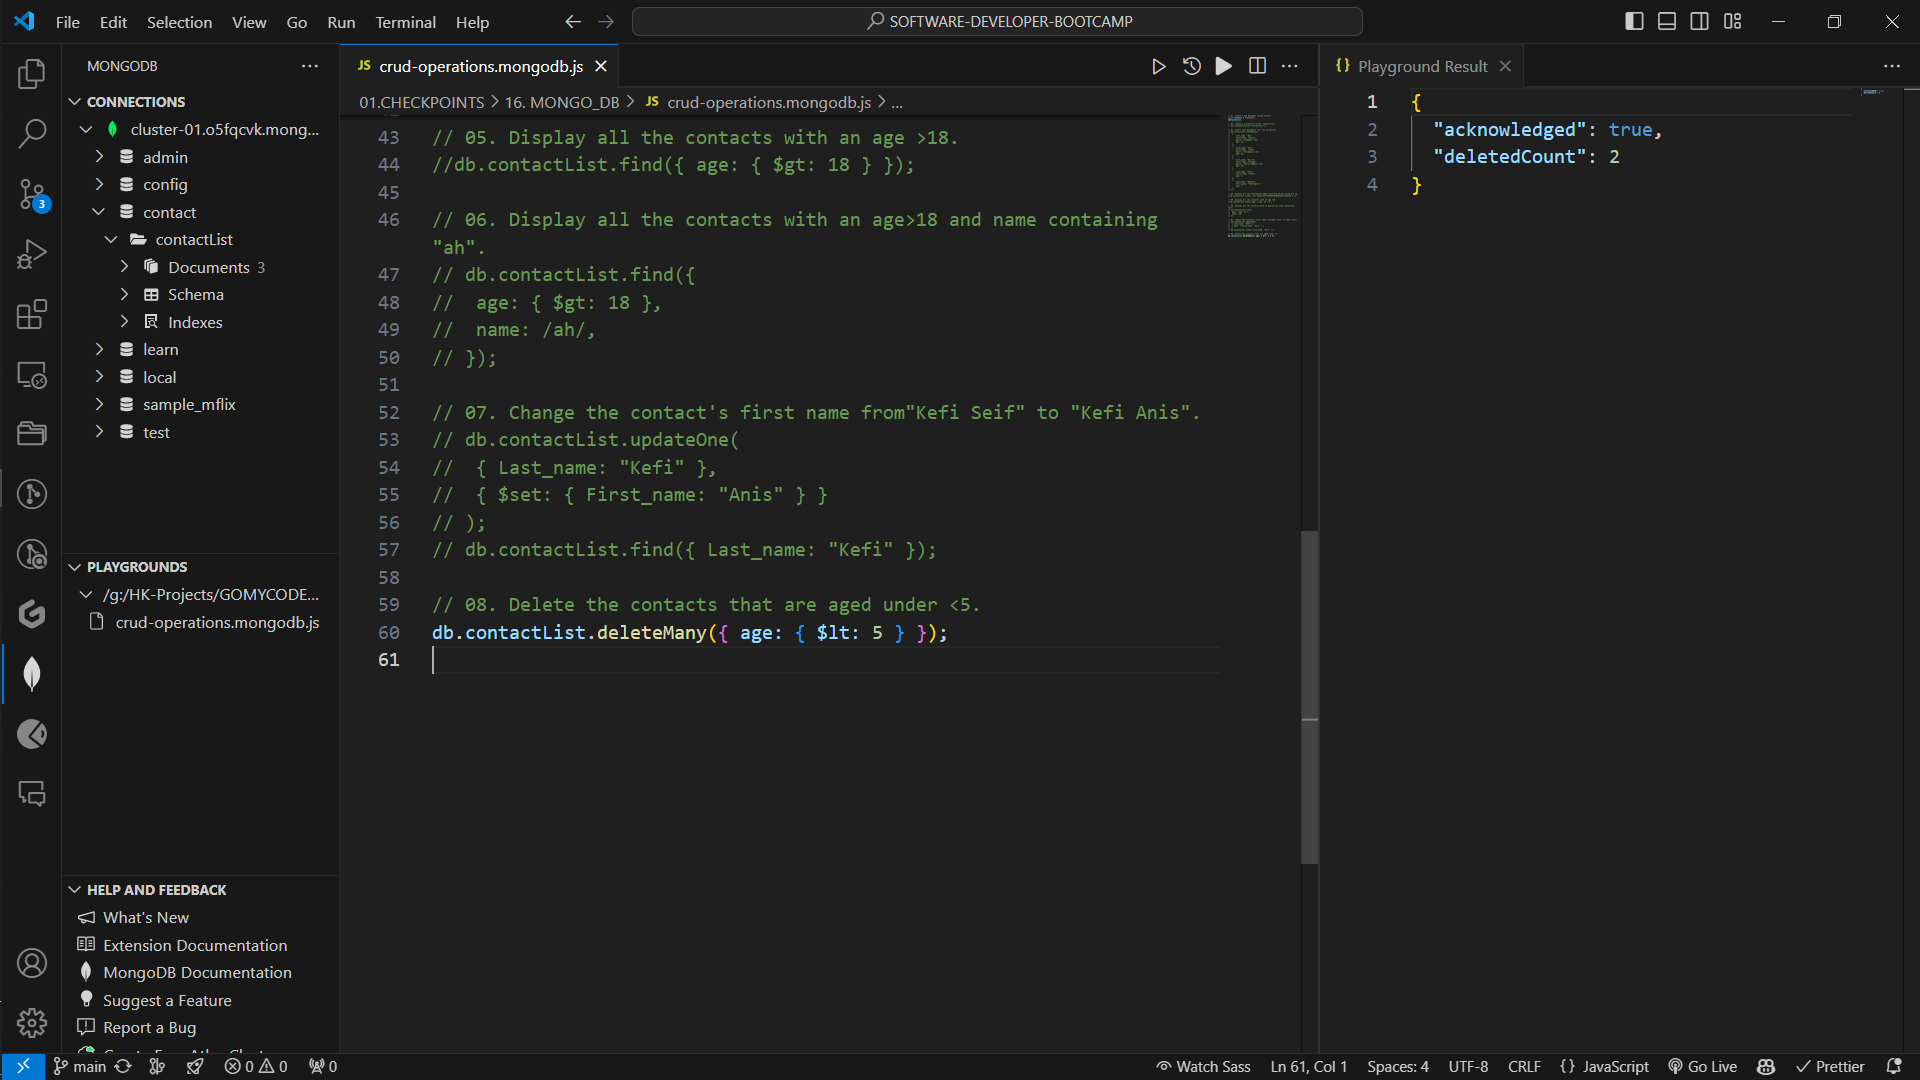 File Edit Selection View Go Run Terminal Help
SOFTWARE-DEVELOPER-BOOTCAMP
MONGODB
CONNECTIONS
cluster-01.o5fqcvk.mong...
admin
config
contact
contactList
Documents 3
Schema
Indexes
learn
local
sample_mflix
test
PLAYGROUNDS
/g:/HK-Projects/GOMYCODE...
crud-operations.mongodb.js
HELP AND FEEDBACK
What's New
Extension Documentation
MongoDB Documentation
Suggest a Feature
Report a Bug
3
JS crud-operations.mongodb.js
01.CHECKPOINTS > 16. MONGO_DB > JS crud-operations.mongodb.js > ...
43 // 05. Display all the contacts with an age >18.
44 //db.contactList.find({ age: { $gt: 18 } });
45
46 // 06. Display all the contacts with an age>18 and name containing
"ah".
47 // db.contactList.find({
48 //  age: { $gt: 18 },
49 //  name: /ah/,
50 // });
51
52 // 07. Change the contact's first name from"Kefi Seif" to "Kefi Anis".
53 // db.contactList.updateOne(
54 //  { Last_name: "Kefi" },
55 //  { $set: { First_name: "Anis" } }
56 // );
57 // db.contactList.find({ Last_name: "Kefi" });
58
59 // 08. Delete the contacts that are aged under <5.
60 db.contactList.deleteMany({ age: { $lt: 5 } });
61
{} Playground Result
1 {
2   "acknowledged": true,
3   "deletedCount": 2
4 }
main 0 0 0 Watch Sass Ln 61, Col 1 Spaces: 4 UTF-8 CRLF {} JavaScript Go Live Prettier